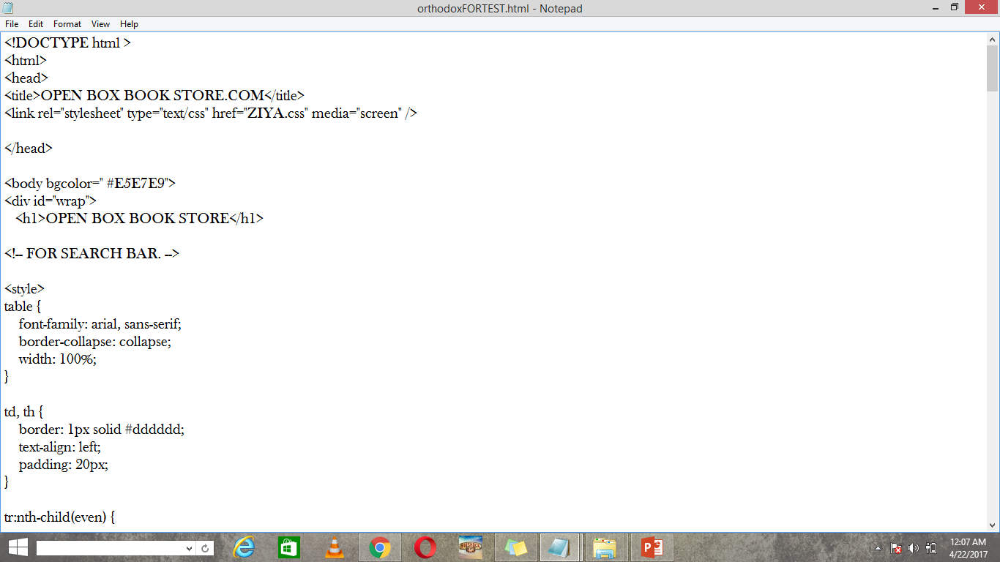 orthodoxFORTEST.html - Notepad
File Edit Format View Help
<!DOCTYPE html >
<html>
<head>
<title>OPEN BOX BOOK STORE.COM</title>
<link rel="stylesheet" type="text/css" href="ZIYA.css" media="screen" />
</head>
<body bgcolor=" #E5E7E9">
<div id="wrap">
<h1>OPEN BOX BOOK STORE</h1>
<!-- FOR SEARCH BAR. -->
<style>
table {
font-family: arial, sans-serif;
border-collapse: collapse;
width: 100%;
}
td, th {
border: 1px solid #dddddd;
text-align: left;
padding: 20px;
}
tr:nth-child(even) {
12:07 AM
4/22/2017